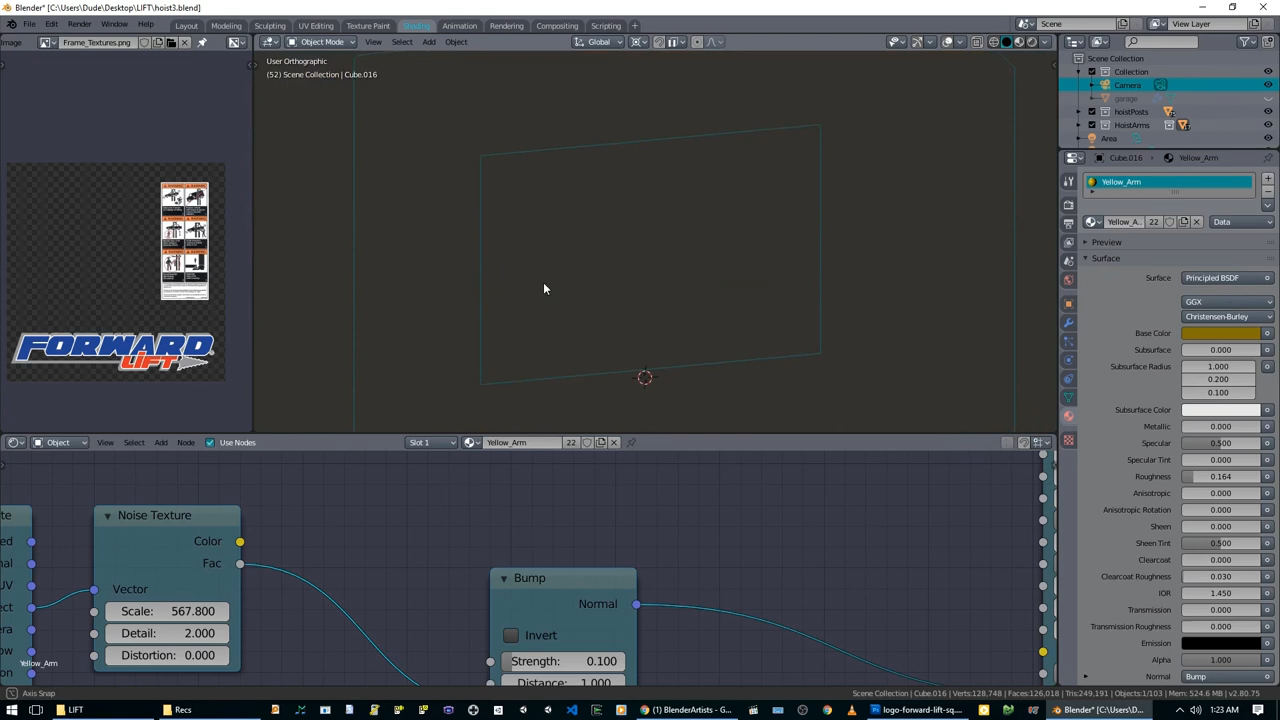 Blender* [C:\Users\Dude\Desktop\LIFT\hoist3.blend]
File Edit Render Window Help Layout Modeling Sculpting UV Editing Texture Paint Shading Animation Rendering Compositing Scripting + Scene View Layer
Image Frame_Textures.png Object Mode View Select Add Object Global
User Orthographic
(52) Scene Collection | Cube.016
Scene Collection
Collection
Camera
garage
hoistPosts
HoistArms
Area
Cube.016 Yellow_Arm
Yellow_Arm
Yellow_A.. 22 Data
Preview
Surface
Surface Principled BSDF
GGX
Christensen-Burley
Base Color
Subsurface 0.000
Subsurface Radius 1.000
0.200
0.100
Subsurface Color
Metallic 0.000
Specular 0.500
Specular Tint 0.000
Roughness 0.164
Anisotropic 0.000
Anisotropic Rotation 0.000
Sheen 0.000
Sheen Tint 0.500
Clearcoat 0.000
Clearcoat Roughness 0.030
IOR 1.450
Transmission 0.000
Transmission Roughness 0.000
Emission
Alpha 1.000
Normal Bump
FORWARD
LIFT
Object View Select Add Node Use Nodes Slot 1 Yellow_Arm 22
te
ed
nal
UV
ect
era
ow
on
Noise Texture
Color
Fac
Vector
Scale: 567.800
Detail: 2.000
Distortion: 0.000
Bump
Normal
Invert
Strength: 0.100
Distance: 1.000
Yellow_Arm
Axis Snap
Scene Collection | Cube.016 | Verts:128,748 | Faces:126,018 | Tris:249,191 | Objects:1/103 | Mem: 524.6 MB | v2.80.75
LIFT Recs (1) BlenderArtists - G... logo-forward-lift-sq... Blender* [C:\Users\D... 1:23 AM